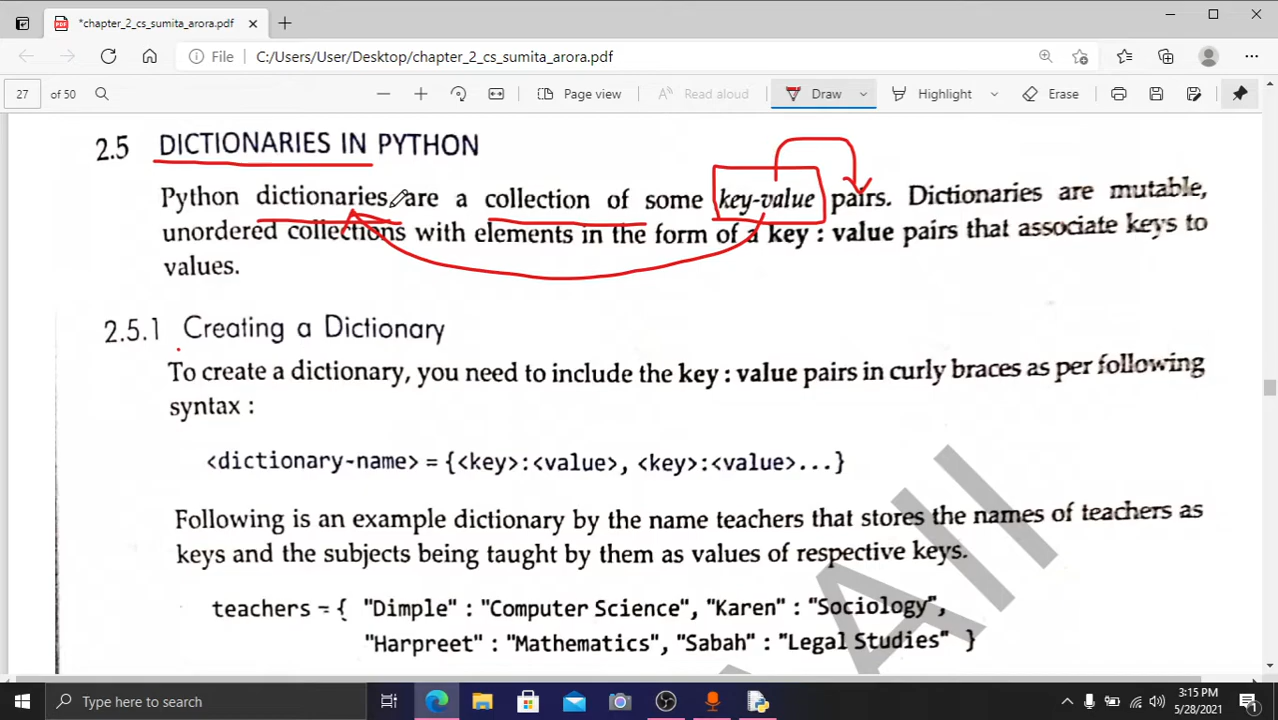 *chapter_2_cs_sumita_arora.pdf
File C:/Users/User/Desktop/chapter_2_cs_sumita_arora.pdf
27 of 50 Page view Read aloud Draw Highlight Erase
2.5 DICTIONARIES IN PYTHON
Python dictionaries are a collection of some key-value pairs. Dictionaries are mutable,
unordered collections with elements in the form of a key : value pairs that associate keys to
values.
2.5.1 Creating a Dictionary
To create a dictionary, you need to include the key : value pairs in curly braces as per following
syntax :
<dictionary-name> = {<key>:<value>, <key>:<value>...}
Following is an example dictionary by the name teachers that stores the names of teachers as
keys and the subjects being taught by them as values of respective keys.
teachers = { "Dimple" : "Computer Science", "Karen" : "Sociology",
"Harpreet" : "Mathematics", "Sabah" : "Legal Studies" }
All
Type here to search
3:15 PM
5/28/2021
1